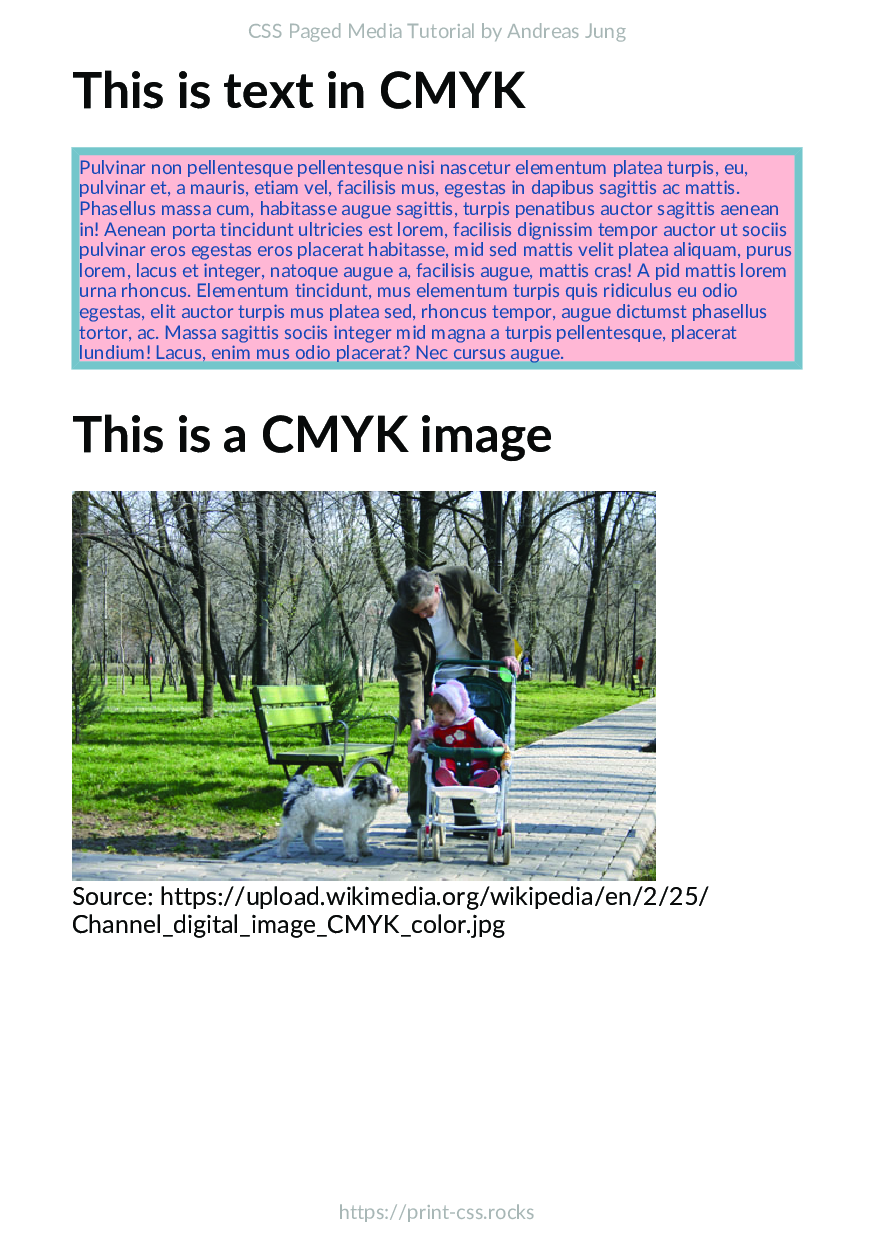 CSS Paged Media Tutorial by Andreas Jung
This is text in CMYK
Pulvinar non pellentesque pellentesque nisi nascetur elementum platea turpis, eu,
pulvinar et, a mauris, etiam vel, facilisis mus, egestas in dapibus sagittis ac mattis.
Phasellus massa cum, habitasse augue sagittis, turpis penatibus auctor sagittis aenean
in! Aenean porta tincidunt ultricies est lorem, facilisis dignissim tempor auctor ut sociis
pulvinar eros egestas eros placerat habitasse, mid sed mattis velit platea aliquam, purus
lorem, lacus et integer, natoque augue a, facilisis augue, mattis cras! A pid mattis lorem
urna rhoncus. Elementum tincidunt, mus elementum turpis quis ridiculus eu odio
egestas, elit auctor turpis mus platea sed, rhoncus tempor, augue dictumst phasellus
tortor, ac. Massa sagittis sociis integer mid magna a turpis pellentesque, placerat
lundium! Lacus, enim mus odio placerat? Nec cursus augue.
This is a CMYK image
Source: https://upload.wikimedia.org/wikipedia/en/2/25/
Channel_digital_image_CMYK_color.jpg
https://print-css.rocks